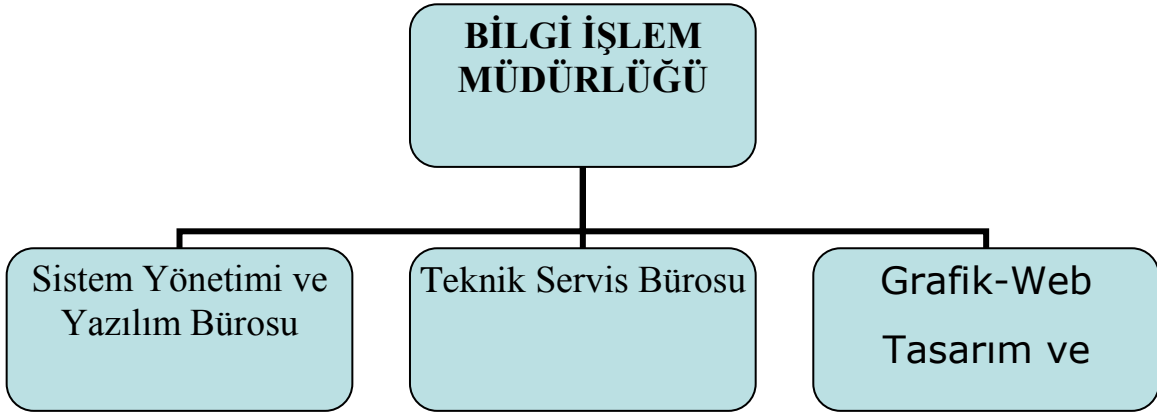 BİLGİ İŞLEM
MÜDÜRLÜĞÜ
Sistem Yönetimi ve
Yazılım Bürosu
Teknik Servis Bürosu
Grafik-Web
Tasarım ve